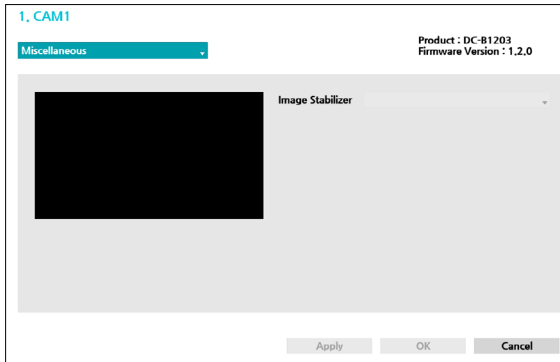 1. CAM1
Product : DC-B1203
Miscellaneous
Firmware Version : 1.2.0
Image Stabilizer
Apply OK Cancel